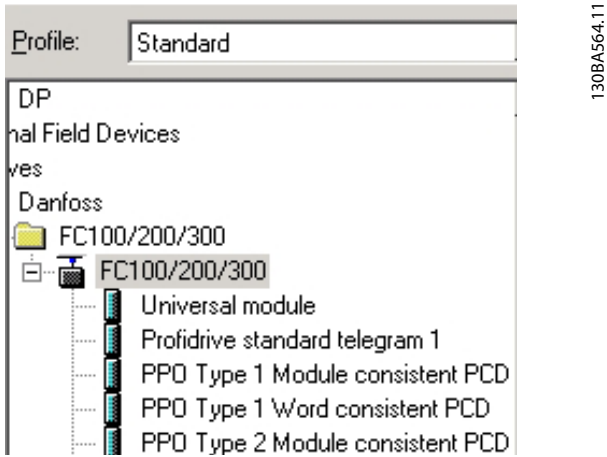 Profile: Standard
DP
nal Field Devices
ves
Danfoss
FC100/200/300
FC100/200/300
Universal module
Profidrive standard telegram 1
PPO Type 1 Module consistent PCD
PPO Type 1 Word consistent PCD
PPO Type 2 Module consistent PCD
130BA564.11